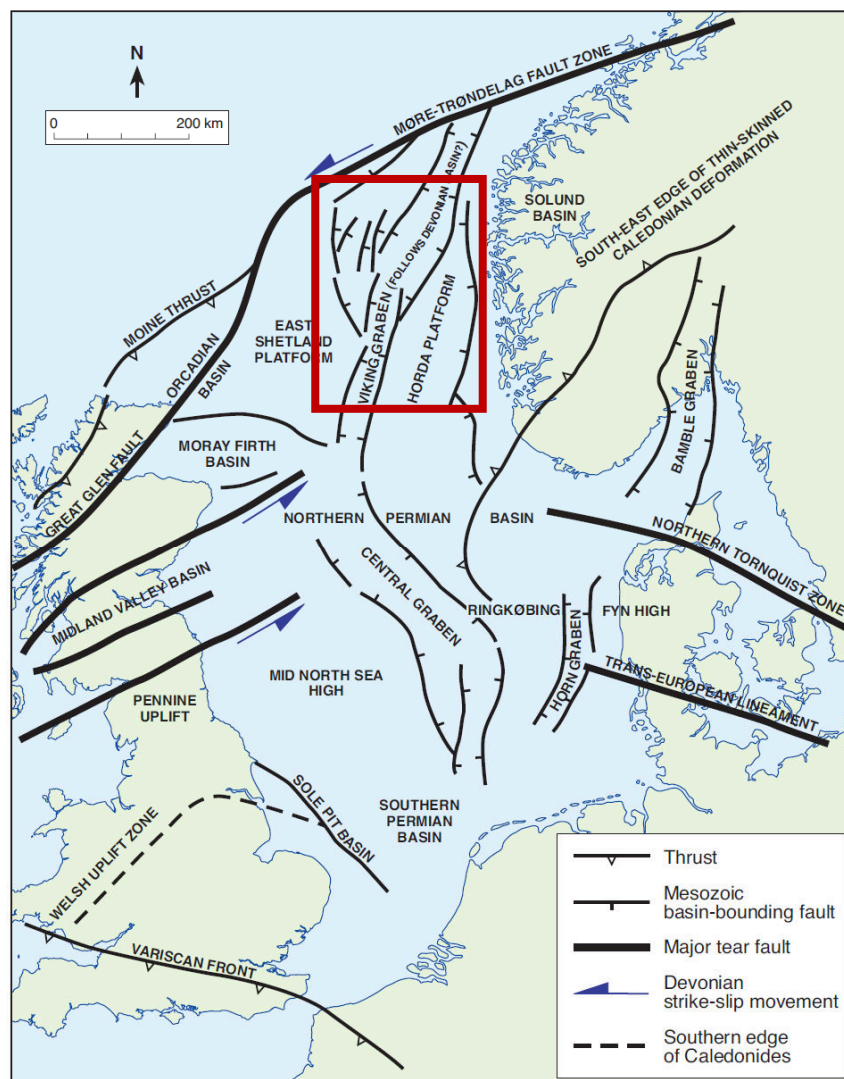 N
0 200 km
MØRE-TRØNDELAG FAULT ZONE
SOLUND
BASIN
SOUTH-EAST EDGE OF THIN-SKINNED
CALEDONIAN DEFORMATION
MOINE THRUST
ORCADIAN
BASIN
EAST
SHETLAND
PLATFORM
VIKING GRABEN (FOLLOWS DEVONIAN BASIN?)
HORDA PLATFORM
BAMBLE GRABEN
GREAT GLEN FAULT
MORAY FIRTH
BASIN
NORTHERN PERMIAN BASIN
NORTHERN TORNQUIST ZONE
MIDLAND VALLEY BASIN
CENTRAL GRABEN
RINGKØBING FYN HIGH
HORN GRABEN
MID NORTH SEA
HIGH
TRANS-EUROPEAN LINEAMENT
PENNINE
UPLIFT
SOLE PIT BASIN
SOUTHERN
PERMIAN
BASIN
WELSH UPLIFT ZONE
VARISCAN FRONT
Thrust
Mesozoic
basin-bounding fault
Major tear fault
Devonian
strike-slip movement
Southern edge
of Caledonides